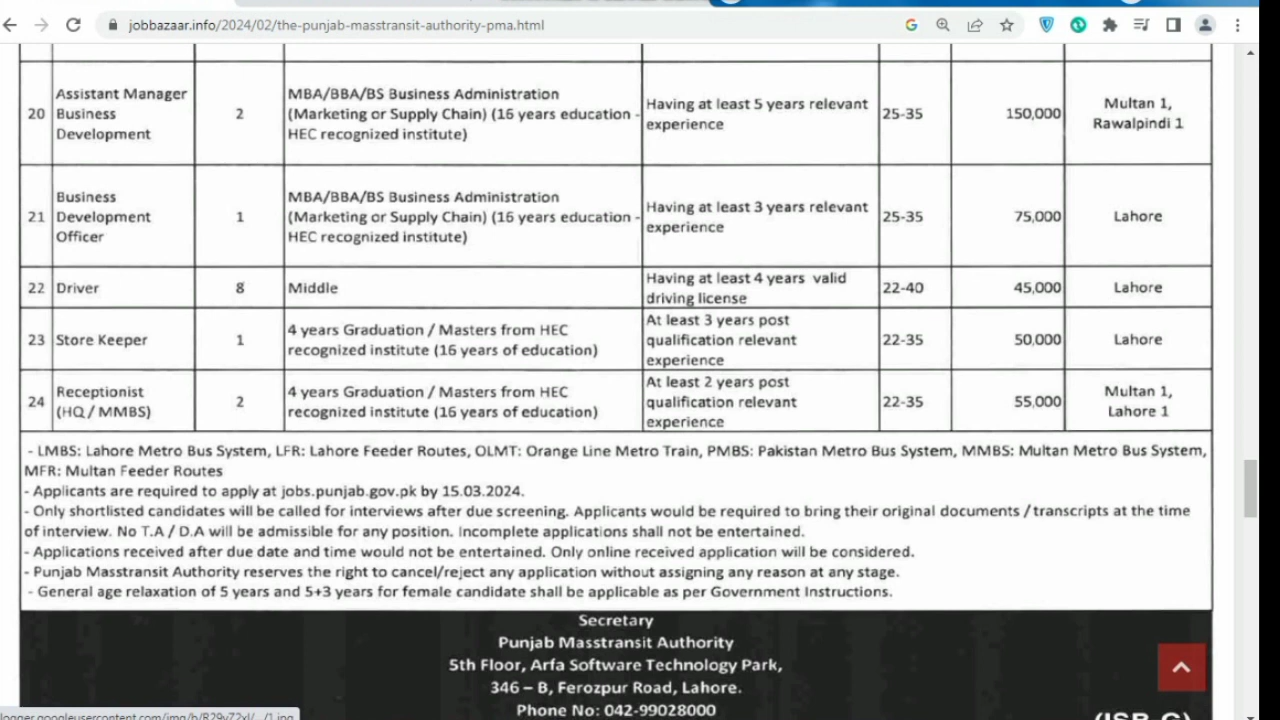 jobbazaar.info/2024/02/the-punjab-masstransit-authority-pma.html
20 Assistant Manager Business Development 2 MBA/BBA/BS Business Administration (Marketing or Supply Chain) (16 years education - HEC recognized institute) Having at least 5 years relevant experience 25-35 150,000 Multan 1, Rawalpindi 1
21 Business Development Officer 1 MBA/BBA/BS Business Administration (Marketing or Supply Chain) (16 years education - HEC recognized institute) Having at least 3 years relevant experience 25-35 75,000 Lahore
22 Driver 8 Middle Having at least 4 years valid driving license 22-40 45,000 Lahore
23 Store Keeper 1 4 years Graduation / Masters from HEC recognized institute (16 years of education) At least 3 years post qualification relevant experience 22-35 50,000 Lahore
24 Receptionist (HQ / MMBS) 2 4 years Graduation / Masters from HEC recognized institute (16 years of education) At least 2 years post qualification relevant experience 22-35 55,000 Multan 1, Lahore 1
- LMBS: Lahore Metro Bus System, LFR: Lahore Feeder Routes, OLMT: Orange Line Metro Train, PMBS: Pakistan Metro Bus System, MMBS: Multan Metro Bus System,
MFR: Multan Feeder Routes
- Applicants are required to apply at jobs.punjab.gov.pk by 15.03.2024.
- Only shortlisted candidates will be called for interviews after due screening. Applicants would be required to bring their original documents / transcripts at the time
of interview. No T.A / D.A will be admissible for any position. Incomplete applications shall not be entertained.
- Applications received after due date and time would not be entertained. Only online received application will be considered.
- Punjab Masstransit Authority reserves the right to cancel/reject any application without assigning any reason at any stage.
- General age relaxation of 5 years and 5+3 years for female candidate shall be applicable as per Government Instructions.
Secretary
Punjab Masstransit Authority
5th Floor, Arfa Software Technology Park,
346 – B, Ferozpur Road, Lahore.
Phone No: 042-99028000